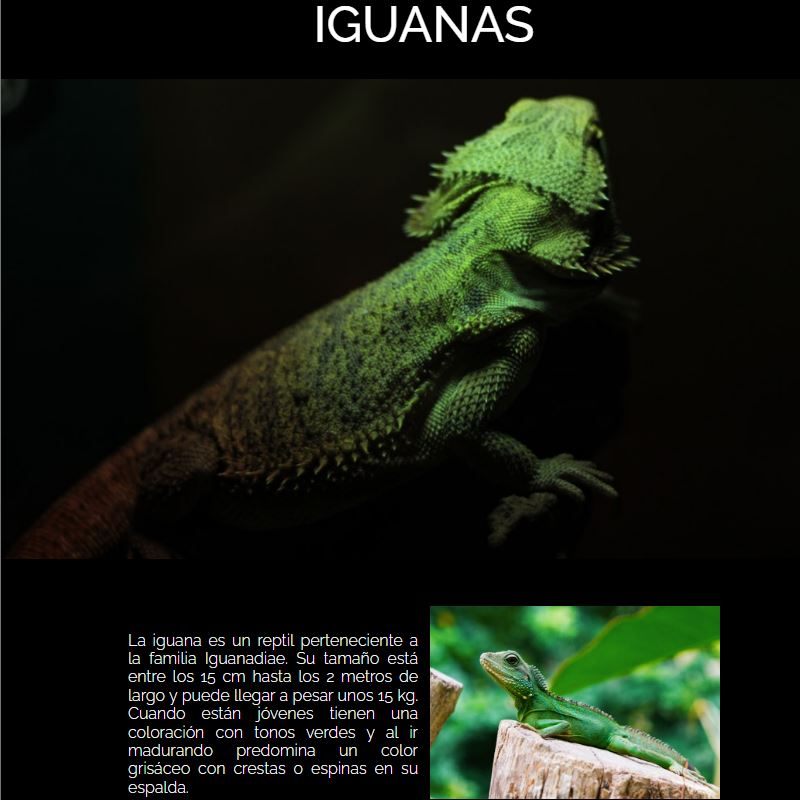 IGUANAS
La iguana es un reptil perteneciente a
la familia Iguanadiae. Su tamaño está
entre los 15 cm hasta los 2 metros de
largo y puede llegar a pesar unos 15 kg.
Cuando están jóvenes tienen una
coloración con tonos verdes y al ir
madurando predomina un color
grisáceo con crestas o espinas en su
espalda.